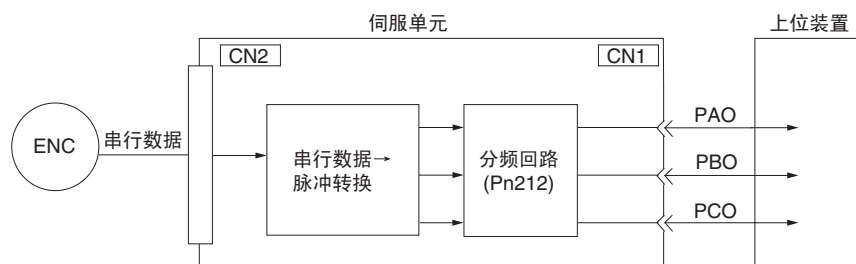 伺服单元
上位装置
CN2
CN1
ENC
串行数据
串行数据→
脉冲转换
分频回路
(Pn212)
PAO
PBO
PCO